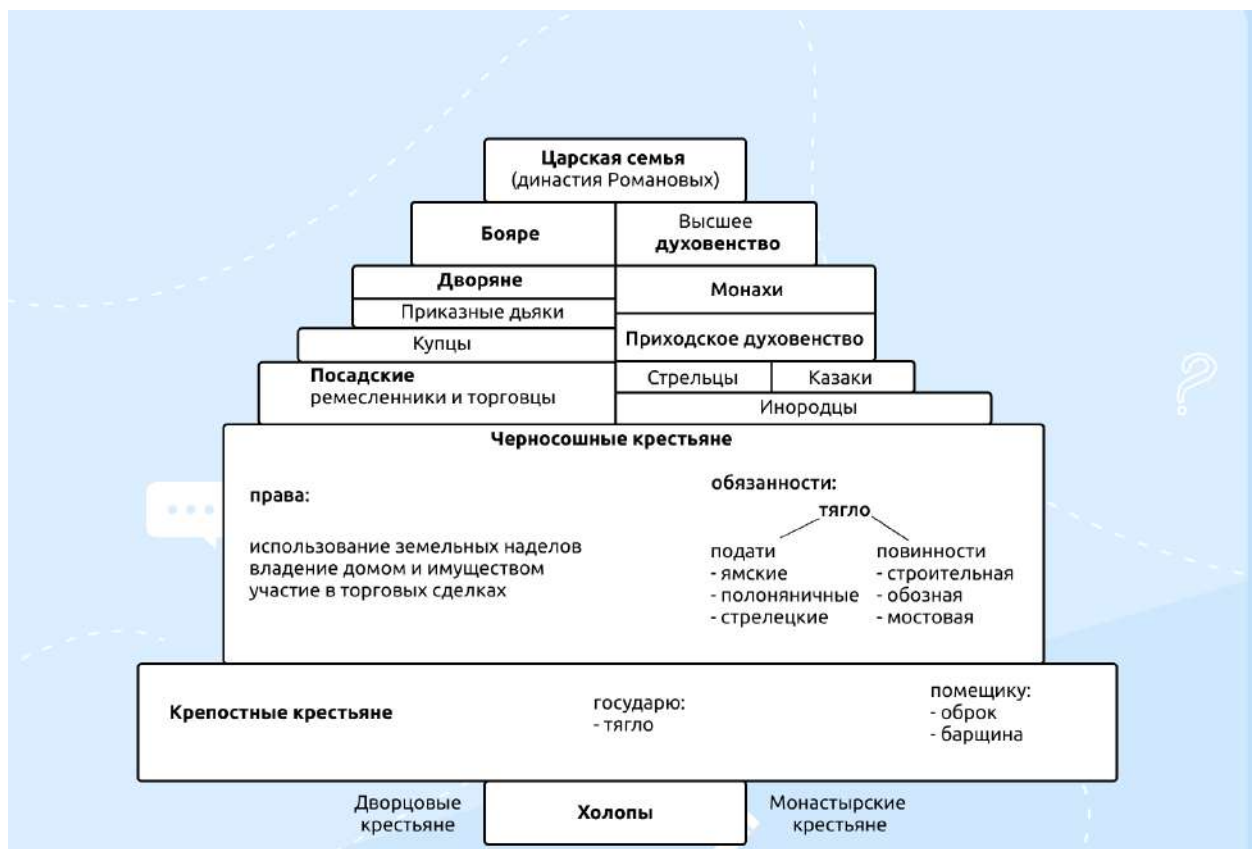 Царская семья
(династия Романовых)
Бояре
Высшее
духовенство
Дворяне
Приказные дьяки
Купцы
Монахи
Приходское духовенство
Посадские
ремесленники и торговцы
Стрельцы
Казаки
Инородцы
Черносошные крестьяне
права:
использование земельных наделов
владение домом и имуществом
участие в торговых сделках
обязанности:
тягло
подати
- ямские
- полоняничные
- стрелецкие
повинности
- строительная
- обозная
- мостовая
Крепостные крестьяне
государю:
- тягло
помещику:
- оброк
- барщина
Дворцовые
крестьяне
Холопы
Монастырские
крестьяне